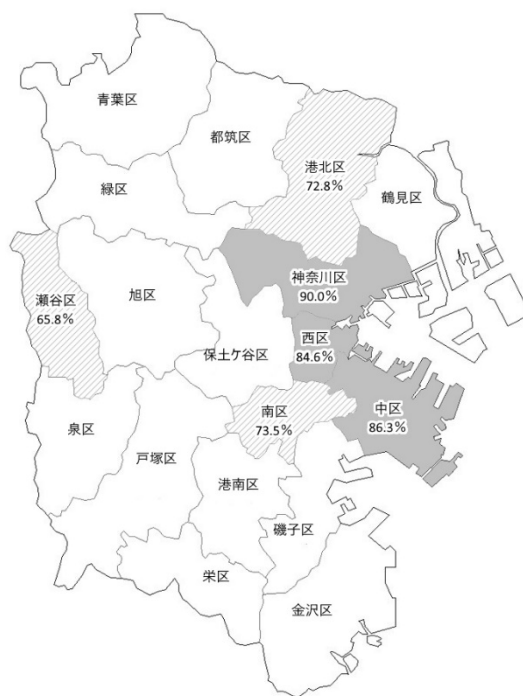 青葉区
都筑区
港北区
72.8%
鶴見区
緑区
神奈川区
90.0%
瀬谷区
65.8%
旭区
西区
84.6%
保土ケ谷区
南区
73.5%
中区
86.3%
泉区
戸塚区
港南区
磯子区
栄区
金沢区